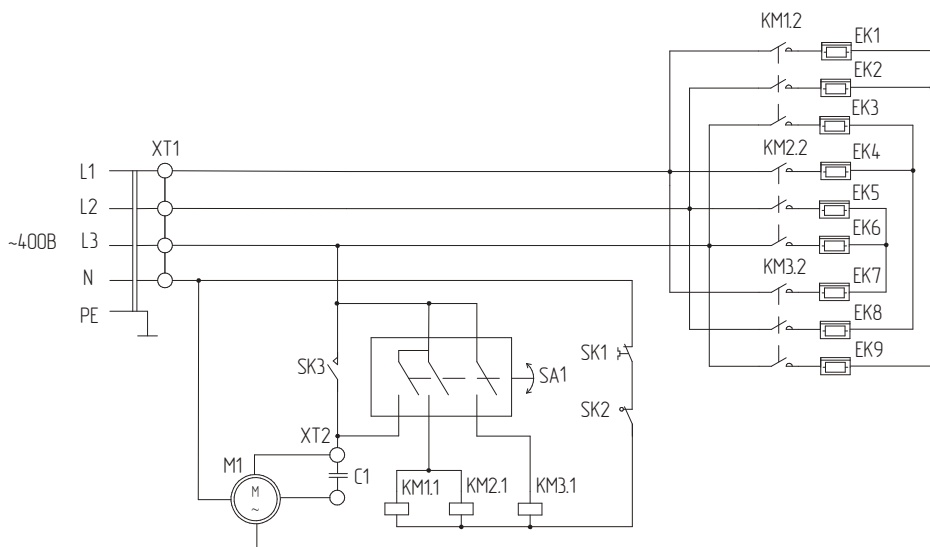 KM1.2
EK1
EK2
EK3
XT1
KM2.2
L1
EK4
L2
EK5
~400В
L3
EK6
N
KM3.2
EK7
PE
EK8
SK1
SK3
SA1
EK9
SK2
XT2
M1
C1
KM1.1
KM2.1
KM3.1
M
~